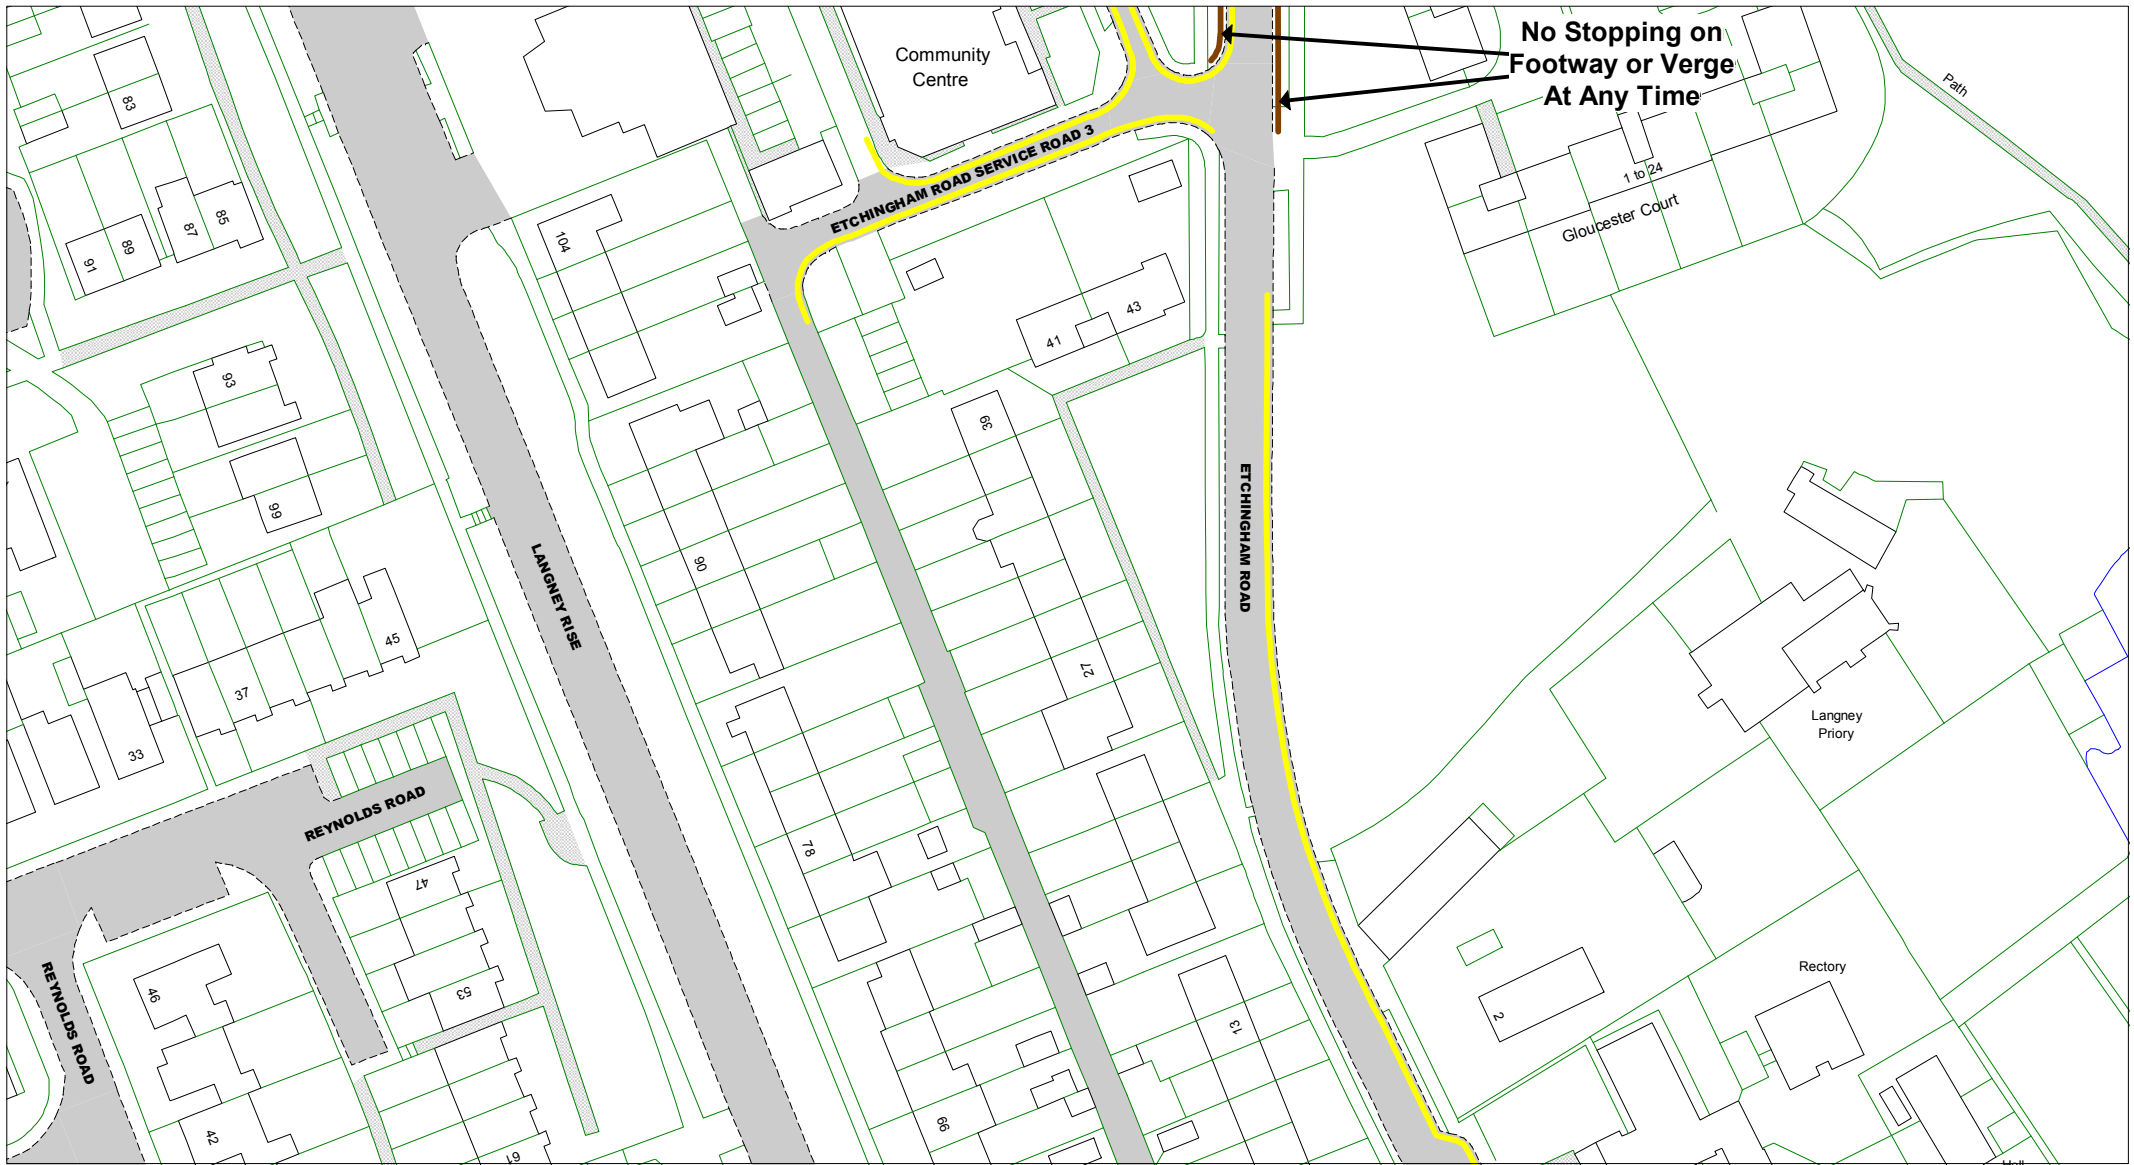 No Stopping on
Footway or Verge
At Any Time
Community
Centre
Path
83
ETCHINGHAM ROAD SERVICE ROAD 3
1 to 24
Gloucester Court
85
87
89
91
104
43
41
93
39
99
ETCHINGHAM ROAD
LANGNEY RISE
90
45
27
37
33
Langney
Priory
REYNOLDS ROAD
78
47
Rectory
46
53
REYNOLDS ROAD
2
13
42
66
61